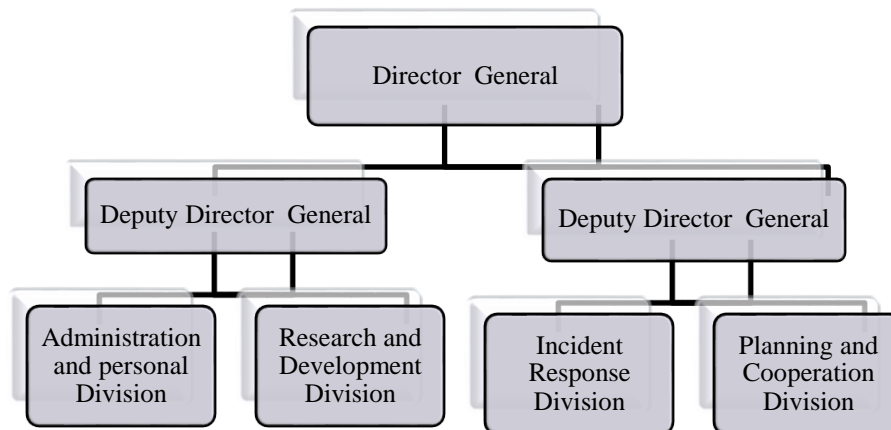 Director General
Deputy Director General
Deputy Director General
Administration
and personal
Division
Research and
Development
Division
Incident
Response
Division
Planning and
Cooperation
Division